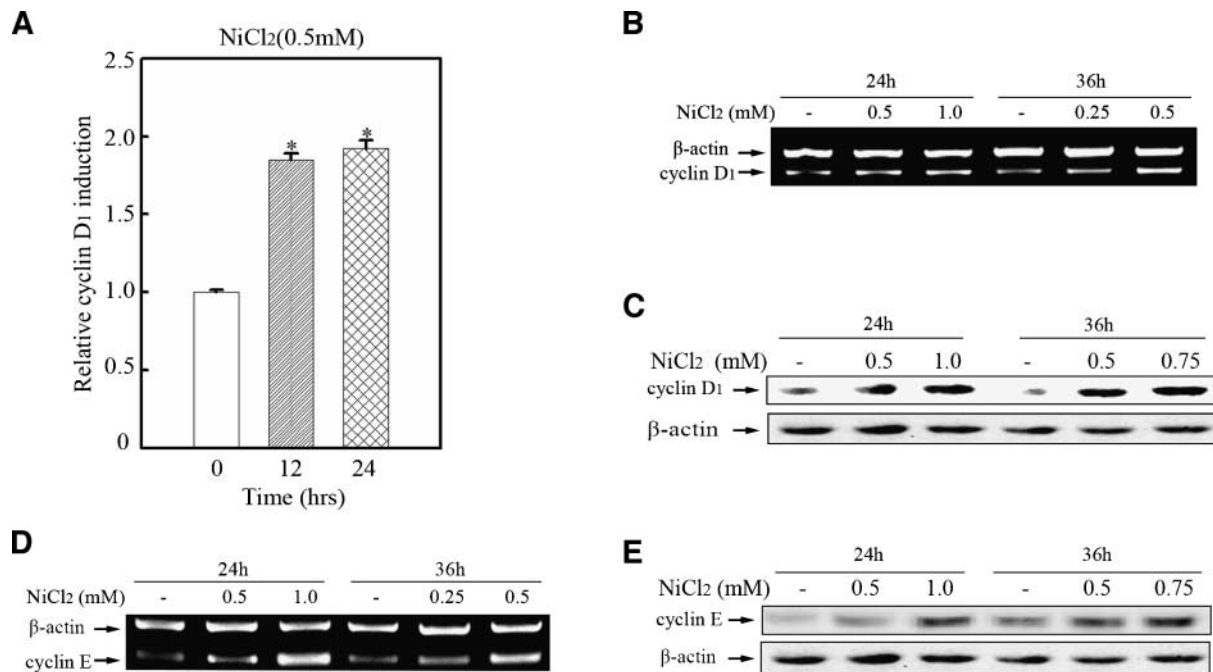 A
NiCl2(0.5mM)
Relative cyclin D1 induction
2.5
2.0
1.5
1.0
0.5
0
0 12 24
Time (hrs)
*
*
B
24h 36h
NiCl2 (mM) - 0.5 1.0 - 0.25 0.5
β-actin
cyclin D1
C
24h 36h
NiCl2 (mM) - 0.5 1.0 - 0.5 0.75
cyclin D1
β-actin
D
24h 36h
NiCl2 (mM) - 0.5 1.0 - 0.25 0.5
β-actin
cyclin E
E
24h 36h
NiCl2 (mM) - 0.5 1.0 - 0.5 0.75
cyclin E
β-actin